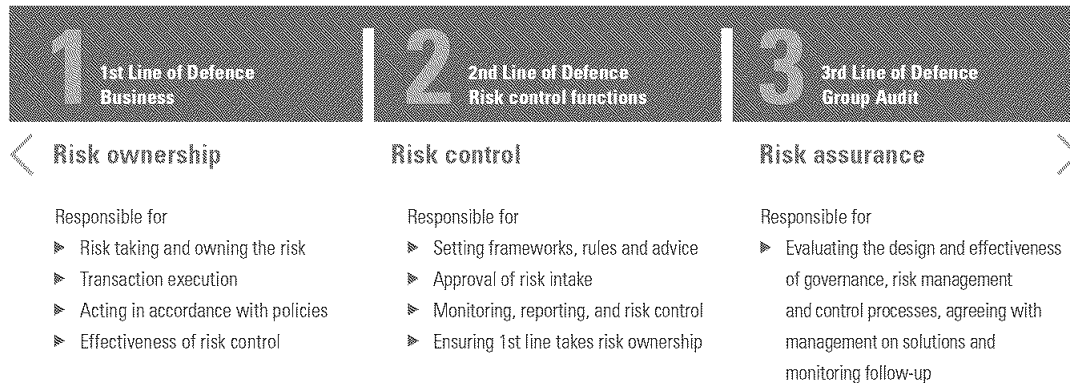 1
1st Line of Defence
Business
2
2nd Line of Defence
Risk control functions
3
3rd Line of Defence
Group Audit
Risk ownership
Risk control
Risk assurance
Responsible for
Risk taking and owning the risk
Transaction execution
Acting in accordance with policies
Effectiveness of risk control
Responsible for
Setting frameworks, rules and advice
Approval of risk intake
Monitoring, reporting, and risk control
Ensuring 1st line takes risk ownership
Responsible for
Evaluating the design and effectiveness
of governance, risk management
and control processes, agreeing with
management on solutions and
monitoring follow-up